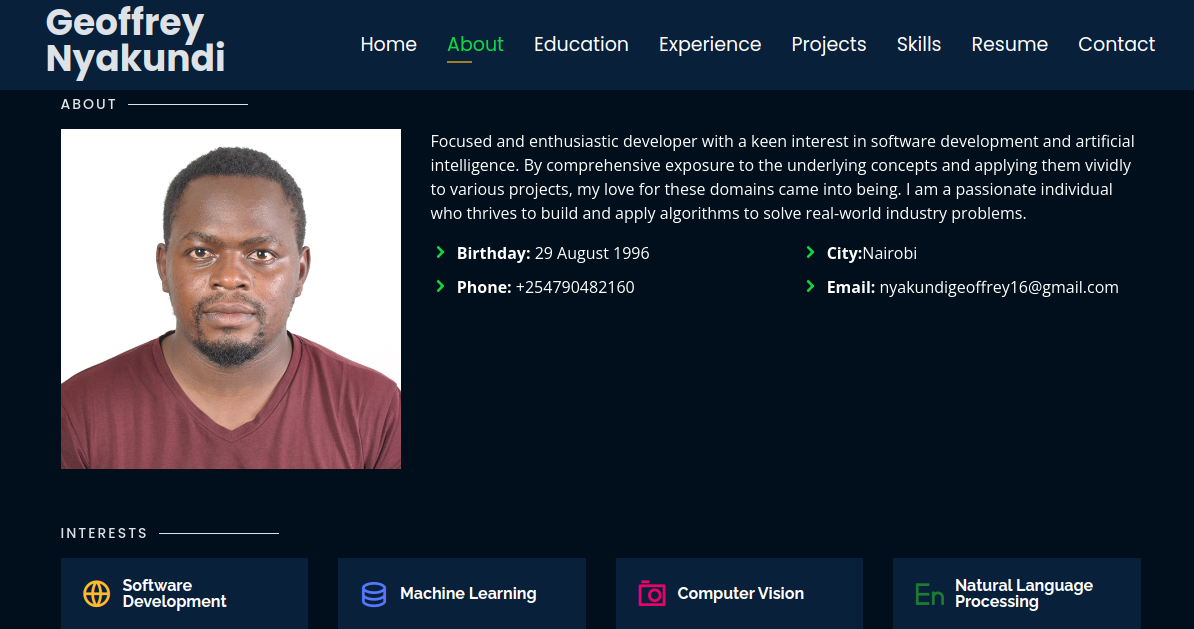 Geoffrey
Nyakundi
Home About Education Experience Projects Skills Resume Contact
ABOUT
Focused and enthusiastic developer with a keen interest in software development and artificial
intelligence. By comprehensive exposure to the underlying concepts and applying them vividly
to various projects, my love for these domains came into being. I am a passionate individual
who thrives to build and apply algorithms to solve real-world industry problems.
Birthday: 29 August 1996
City:Nairobi
Phone: +254790482160
Email: nyakundigeoffrey16@gmail.com
INTERESTS
Software
Development
Machine Learning
Computer Vision
En
Natural Language
Processing